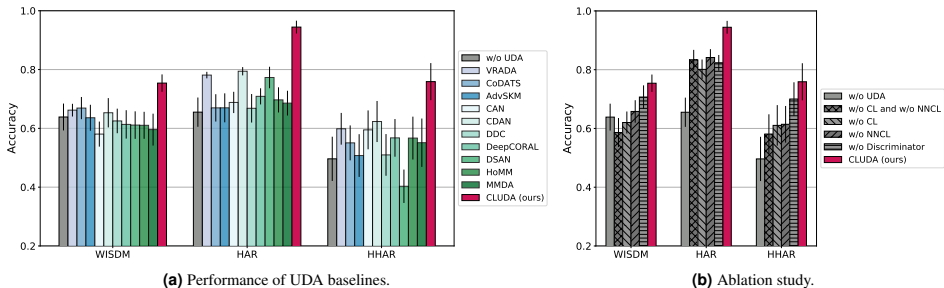 1.0
0.8
0.6
0.4
0.2
Accuracy
WISDM
HAR
HHAR
w/o UDA
VRADA
CoDATS
AdvSKM
CAN
CDAN
DDC
DeepCORAL
DSAN
HoMM
MMDA
CLUDA (ours)
(a) Performance of UDA baselines.
1.0
0.8
0.6
0.4
0.2
Accuracy
WISDM
HAR
HHAR
w/o UDA
w/o CL and w/o NNCL
w/o CL
w/o NNCL
w/o Discriminator
CLUDA (ours)
(b) Ablation study.